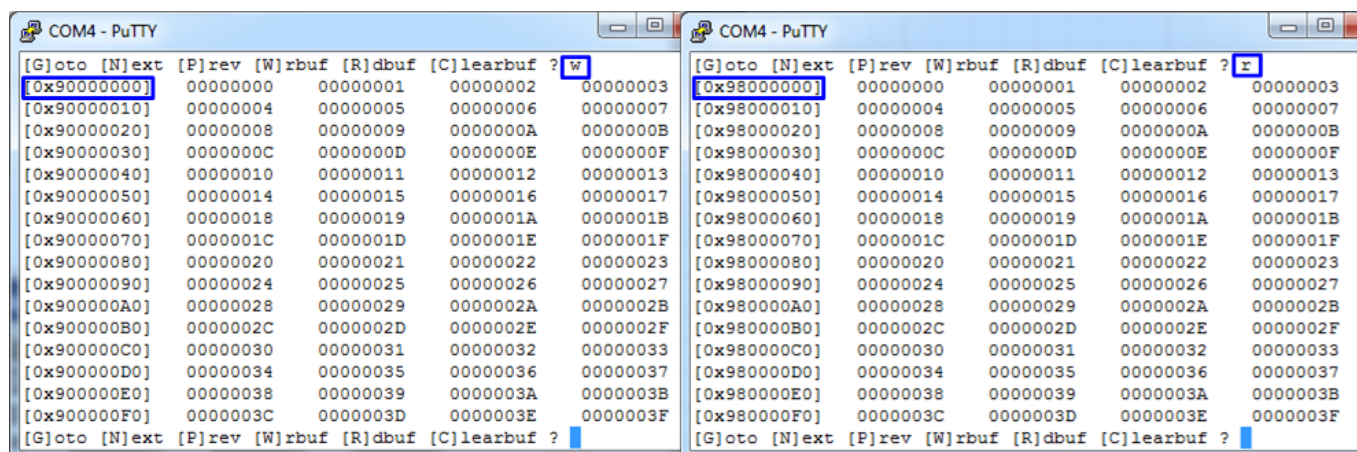 COM4 - PuTTY
[G]oto [N]ext [P]rev [W]rbuf [R]dbuf [C]learbuf ? w
[0x90000000] 00000000 00000001 00000002 00000003
[0x90000010] 00000004 00000005 00000006 00000007
[0x90000020] 00000008 00000009 0000000A 0000000B
[0x90000030] 0000000C 0000000D 0000000E 0000000F
[0x90000040] 00000010 00000011 00000012 00000013
[0x90000050] 00000014 00000015 00000016 00000017
[0x90000060] 00000018 00000019 0000001A 0000001B
[0x90000070] 0000001C 0000001D 0000001E 0000001F
[0x90000080] 00000020 00000021 00000022 00000023
[0x90000090] 00000024 00000025 00000026 00000027
[0x900000A0] 00000028 00000029 0000002A 0000002B
[0x900000B0] 0000002C 0000002D 0000002E 0000002F
[0x900000C0] 00000030 00000031 00000032 00000033
[0x900000D0] 00000034 00000035 00000036 00000037
[0x900000E0] 00000038 00000039 0000003A 0000003B
[0x900000F0] 0000003C 0000003D 0000003E 0000003F
[G]oto [N]ext [P]rev [W]rbuf [R]dbuf [C]learbuf ?
COM4 - PuTTY
[G]oto [N]ext [P]rev [W]rbuf [R]dbuf [C]learbuf ? r
[0x98000000] 00000000 00000001 00000002 00000003
[0x98000010] 00000004 00000005 00000006 00000007
[0x98000020] 00000008 00000009 0000000A 0000000B
[0x98000030] 0000000C 0000000D 0000000E 0000000F
[0x98000040] 00000010 00000011 00000012 00000013
[0x98000050] 00000014 00000015 00000016 00000017
[0x98000060] 00000018 00000019 0000001A 0000001B
[0x98000070] 0000001C 0000001D 0000001E 0000001F
[0x98000080] 00000020 00000021 00000022 00000023
[0x98000090] 00000024 00000025 00000026 00000027
[0x980000A0] 00000028 00000029 0000002A 0000002B
[0x980000B0] 0000002C 0000002D 0000002E 0000002F
[0x980000C0] 00000030 00000031 00000032 00000033
[0x980000D0] 00000034 00000035 00000036 00000037
[0x980000E0] 00000038 00000039 0000003A 0000003B
[0x980000F0] 0000003C 0000003D 0000003E 0000003F
[G]oto [N]ext [P]rev [W]rbuf [R]dbuf [C]learbuf ?